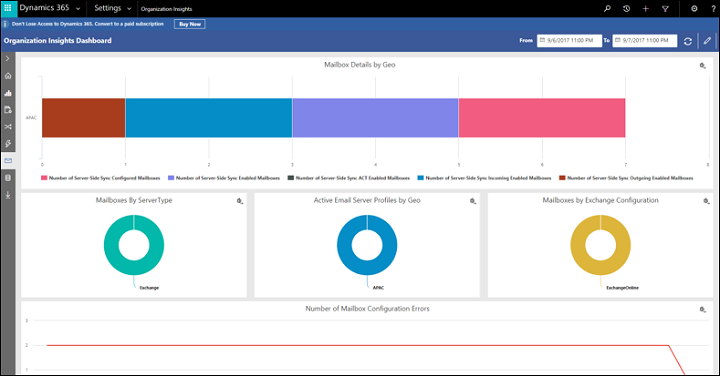 Dynamics 365 Settings Organization Insights
Don't Lose Access to Dynamics 365. Convert to a paid subscription Buy Now
Organization Insights Dashboard From 9/6/2017 11:00 PM To 9/7/2017 11:00 PM
Mailbox Details by Geo
APAC
0 1 2 3 4 5 6 7 8
Number of Server-Side Sync Configured Mailboxes Number of Server-Side Sync Enabled Mailboxes Number of Server-Side Sync ACT Enabled Mailboxes Number of Server-Side Sync Incoming Enabled Mailboxes Number of Server-Side Sync Outgoing Enabled Mailboxes
Mailboxes By ServerType Active Email Server Profiles by Geo Mailboxes by Exchange Configuration
Exchange APAC ExchangeOnline
Number of Mailbox Configuration Errors
3
2
1